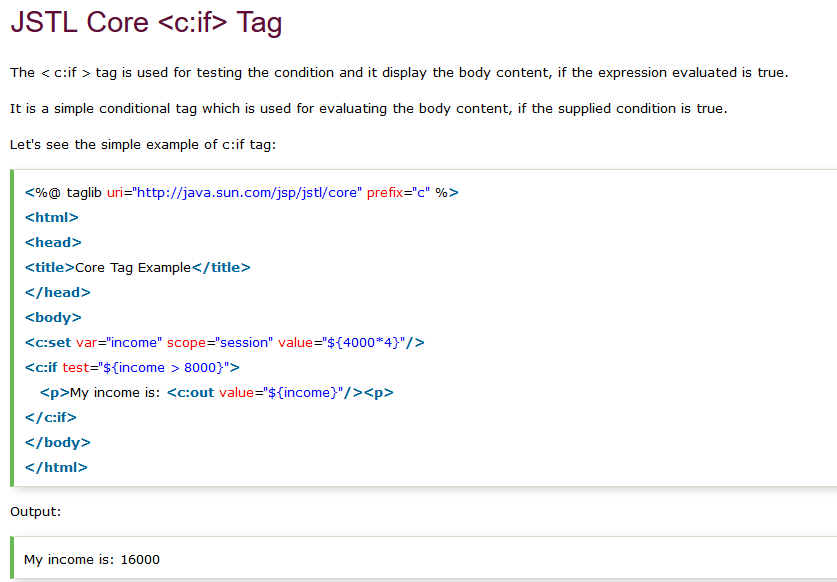 JSTL Core <c:if> Tag
The < c:if > tag is used for testing the condition and it display the body content, if the expression evaluated is true.
It is a simple conditional tag which is used for evaluating the body content, if the supplied condition is true.
Let's see the simple example of c:if tag:
<%@ taglib uri="http://java.sun.com/jsp/jstl/core" prefix="c" %>
<html>
<head>
<title>Core Tag Example</title>
</head>
<body>
<c:set var="income" scope="session" value="${4000*4}"/>
<c:if test="${income > 8000}">
<p>My income is: <c:out value="${income}"/><p>
</c:if>
</body>
</html>
Output:
My income is: 16000